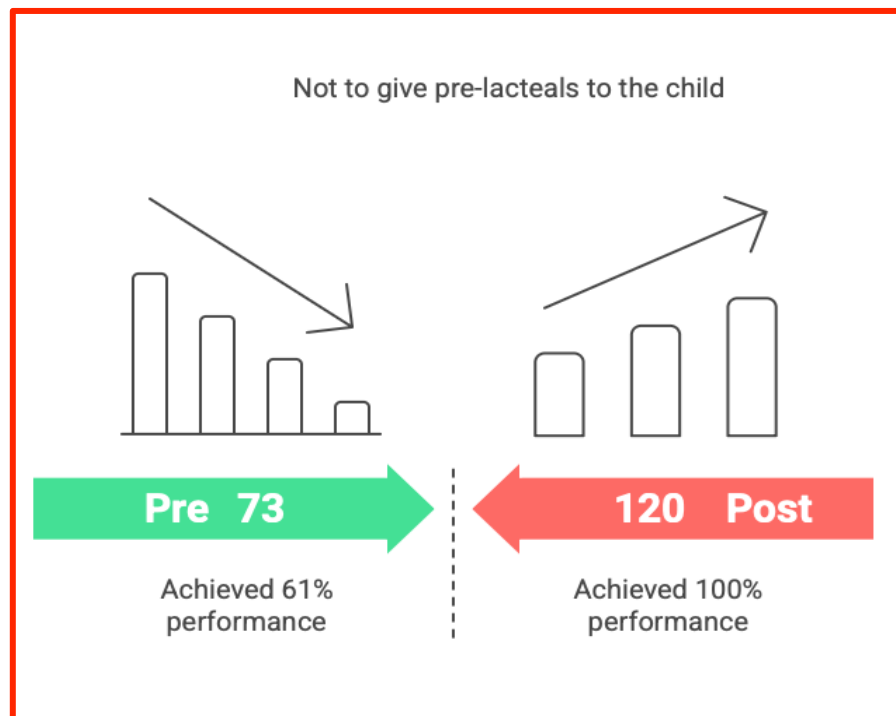 Not to give pre-lacteals to the child
Pre 73
120 Post
Achieved 61%
performance
Achieved 100%
performance